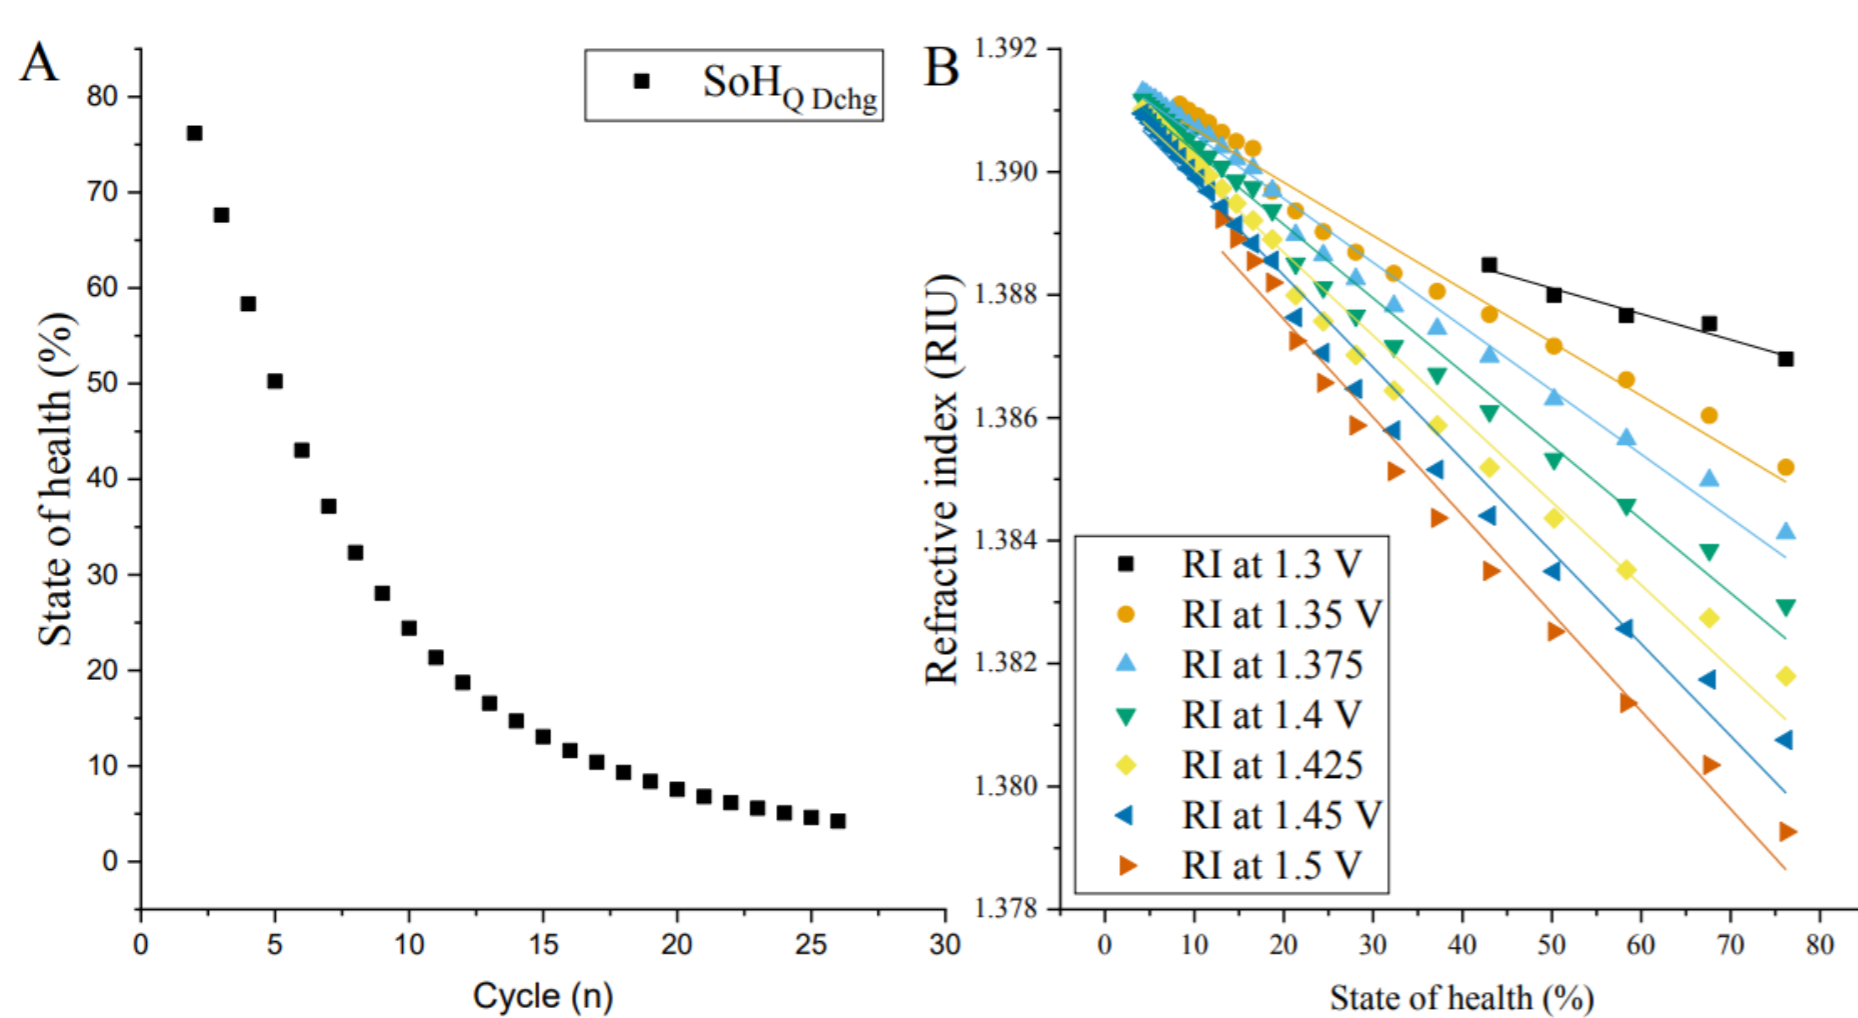 A
SoH_Q Dchg
State of health (%)
80
70
60
50
40
30
20
10
0
0 5 10 15 20 25 30
Cycle (n)
B
Refractive index (RIU)
1.392
1.390
1.388
1.386
1.384
1.382
1.380
1.378
RI at 1.3 V
RI at 1.35 V
RI at 1.375
RI at 1.4 V
RI at 1.425
RI at 1.45 V
RI at 1.5 V
0 10 20 30 40 50 60 70 80
State of health (%)